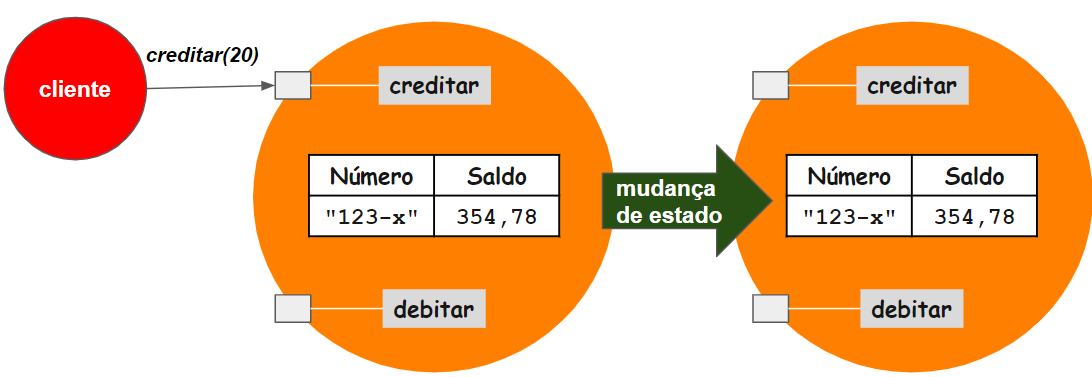 cliente
creditar(20)
creditar
Número Saldo
"123-x" 354,78
debitar
mudança
de estado
creditar
Número Saldo
"123-x" 354,78
debitar